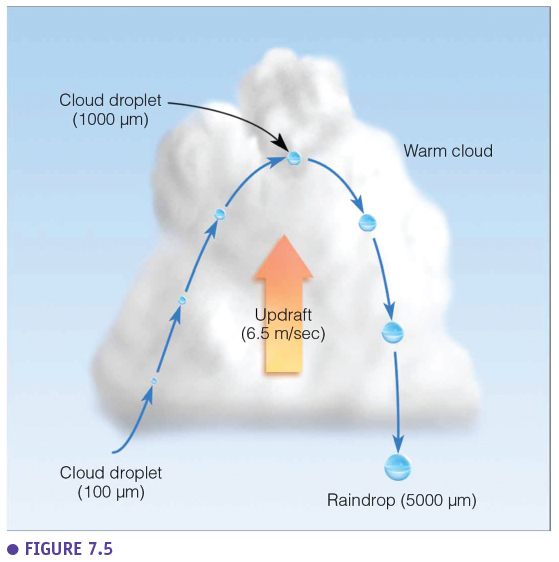 Cloud droplet
(1000 µm)
Warm cloud
Updraft
(6.5 m/sec)
Cloud droplet
(100 µm)
Raindrop (5000 µm)
● FIGURE 7.5